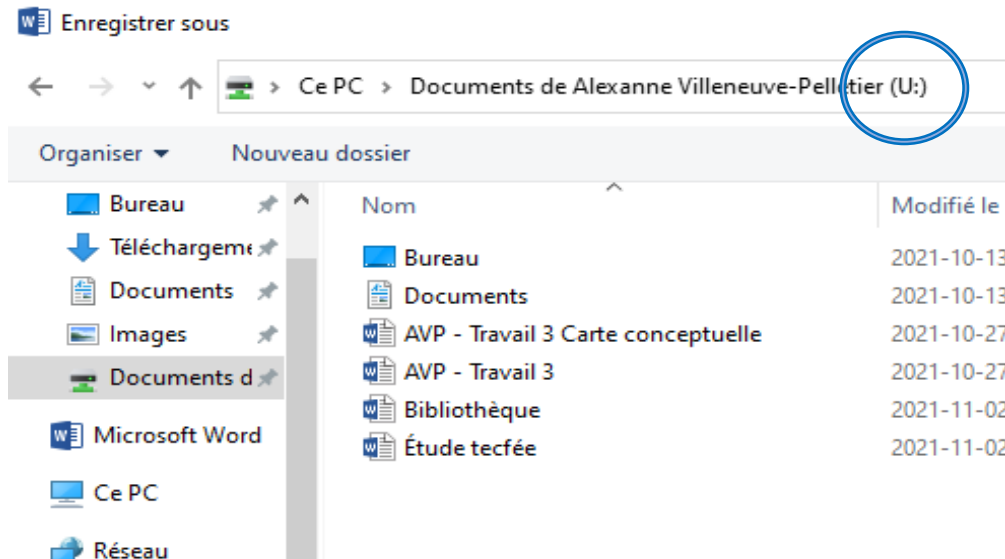 Enregistrer sous
Ce PC > Documents de Alexanne Villeneuve-Pelletier (U:)
Organiser Nouveau dossier
Bureau
Téléchargeme
Documents
Images
Documents d
Microsoft Word
Ce PC
Réseau
Nom Modifié le
Bureau 2021-10-13
Documents 2021-10-13
AVP - Travail 3 Carte conceptuelle 2021-10-27
AVP - Travail 3 2021-10-27
Bibliothèque 2021-11-02
Étude tecfée 2021-11-02